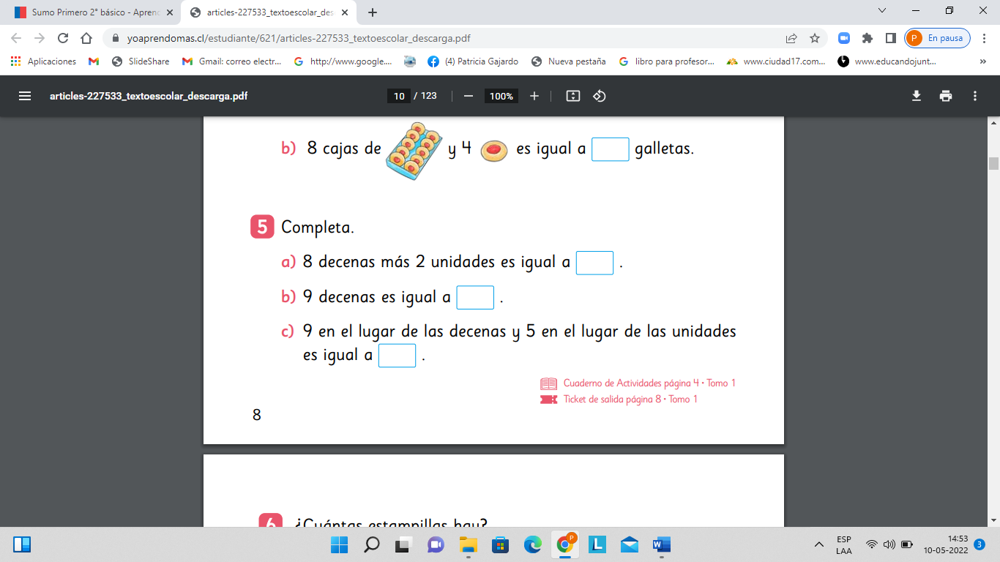 Sumo Primero 2° básico - Aprend
articles-227533_textoescolar_des
yoaprendomas.cl/estudiante/621/articles-227533_textoescolar_descarga.pdf
En pausa
Aplicaciones
SlideShare
Gmail: correo electr...
http://www.google....
(4) Patricia Gajardo
Nueva pestaña
libro para profesor...
www.ciudad17.com...
www.educandojunt...
»
articles-227533_textoescolar_descarga.pdf
10 / 123
100%
b) 8 cajas de y 4 es igual a galletas.
5 Completa.
a) 8 decenas más 2 unidades es igual a .
b) 9 decenas es igual a .
c) 9 en el lugar de las decenas y 5 en el lugar de las unidades
es igual a .
Cuaderno de Actividades página 4 • Tomo 1
Ticket de salida página 8 • Tomo 1
8
6 ¿Cuántas estampillas hay?
ESP
LAA
14:53
10-05-2022
3